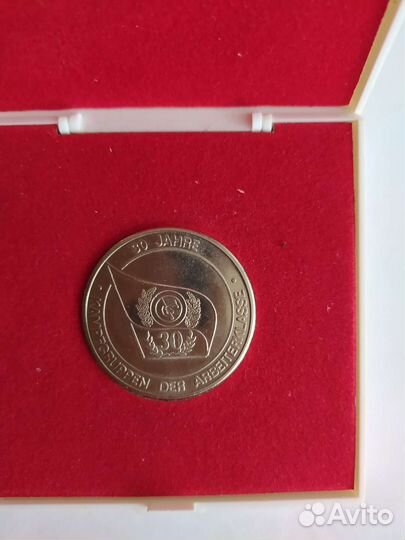 30 JAHRE
KAMPFGRUPPEN DER ARBEITERKLASSE
30
Avito